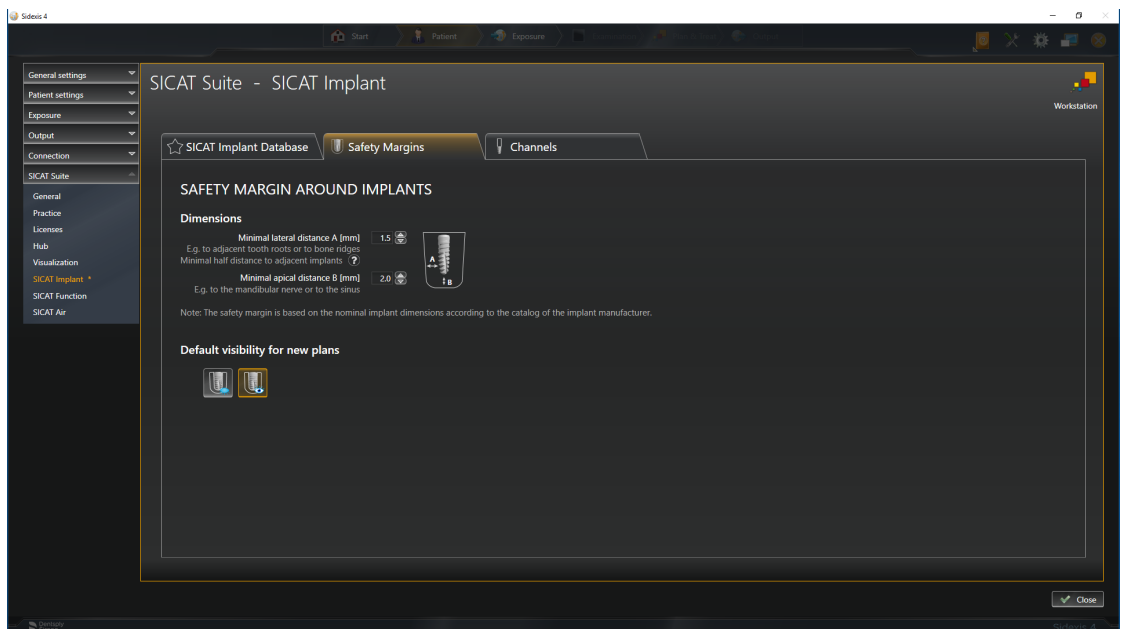 Sidexis 4
Start
Patient
Exposure
General settings
Patient settings
Exposure
Output
Connection
SICAT Suite
General
Practice
Licenses
Hub
Visualization
SICAT Implant *
SICAT Function
SICAT Air
SICAT Suite - SICAT Implant
Workstation
SICAT Implant Database
Safety Margins
Channels
SAFETY MARGIN AROUND IMPLANTS
Dimensions
Minimal lateral distance A [mm] 1.5
E.g. to adjacent tooth roots or to bone ridges
Minimal half distance to adjacent implants ?
A
B
Minimal apical distance B [mm] 2.0
E.g. to the mandibular nerve or to the sinus
Note: The safety margin is based on the nominal implant dimensions according to the catalog of the implant manufacturer.
Default visibility for new plans
Close
Dentsply
Sidexis 4